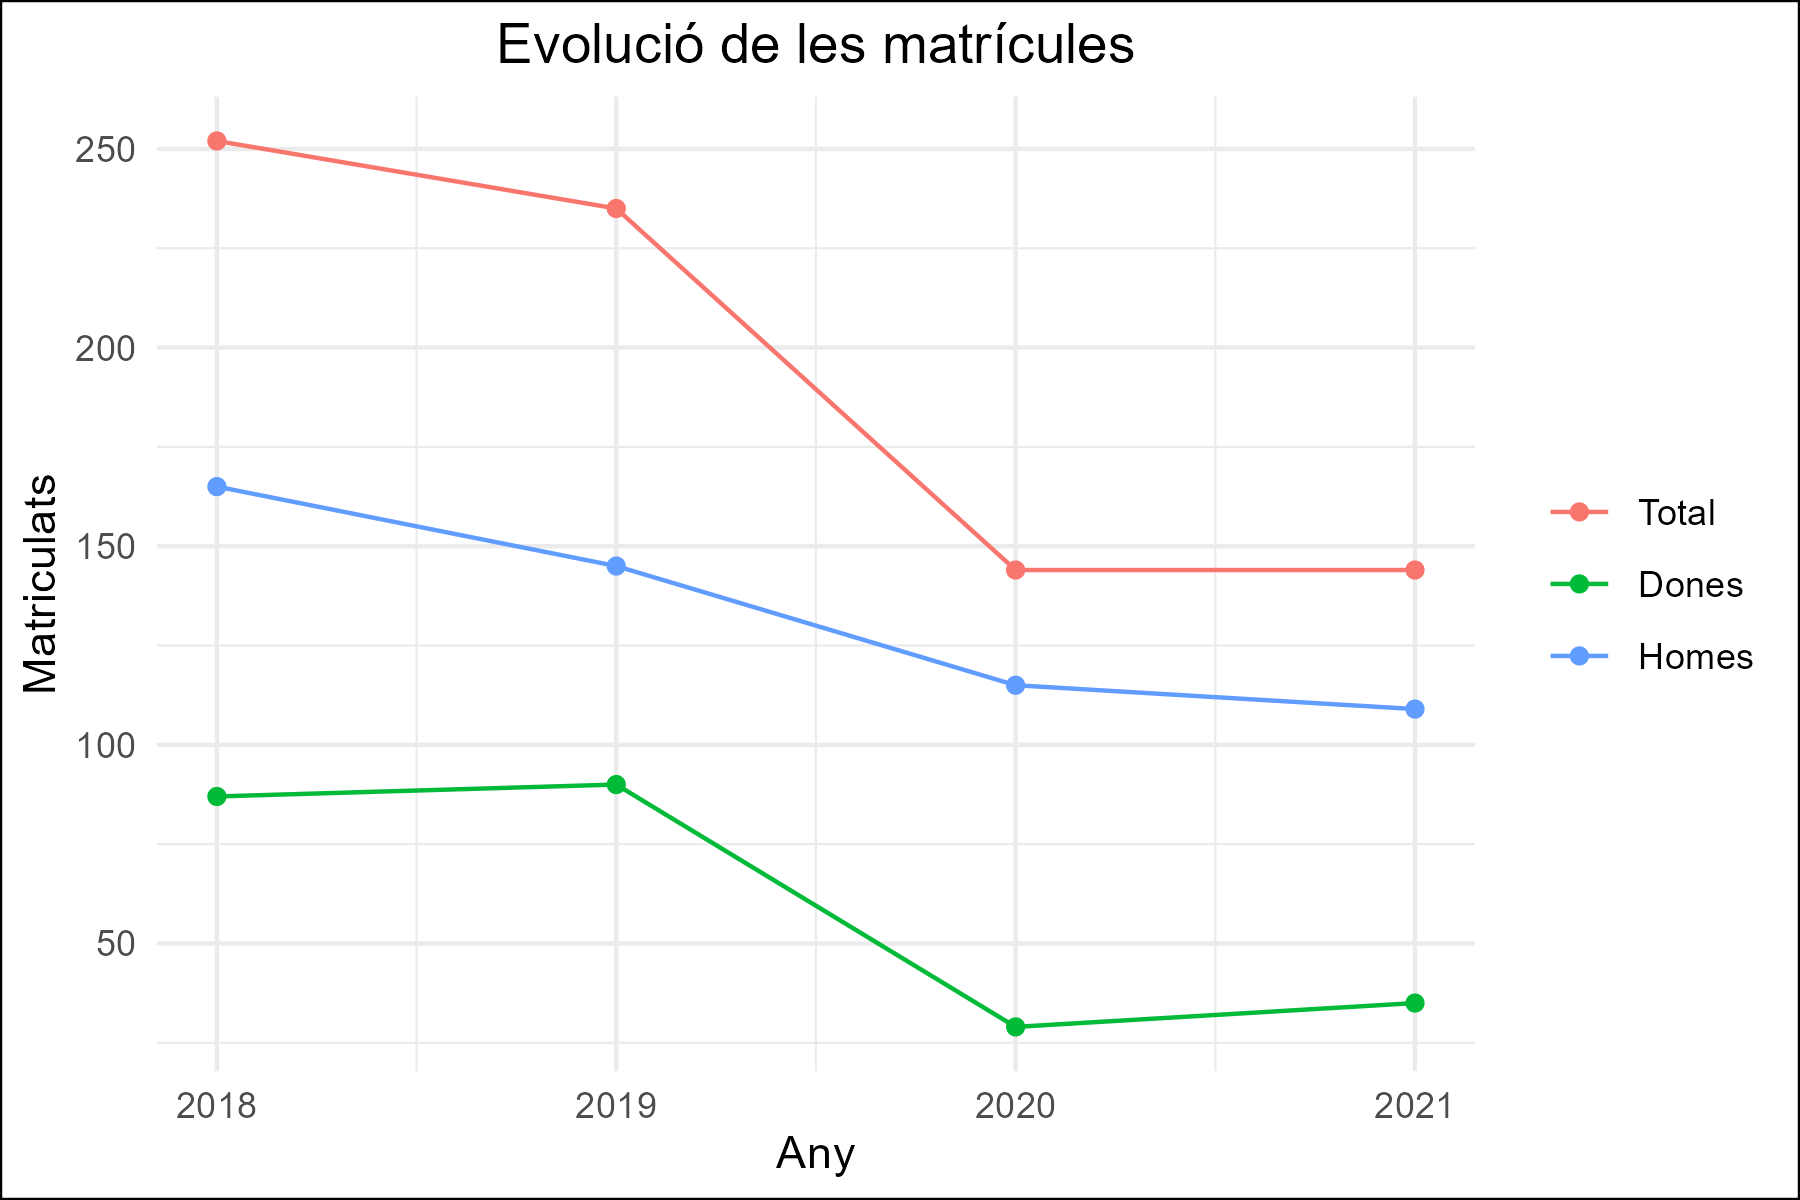 Evolució de les matrícules
Matriculats
250
200
150
100
50
2018
2019
2020
2021
Any
Total
Dones
Homes